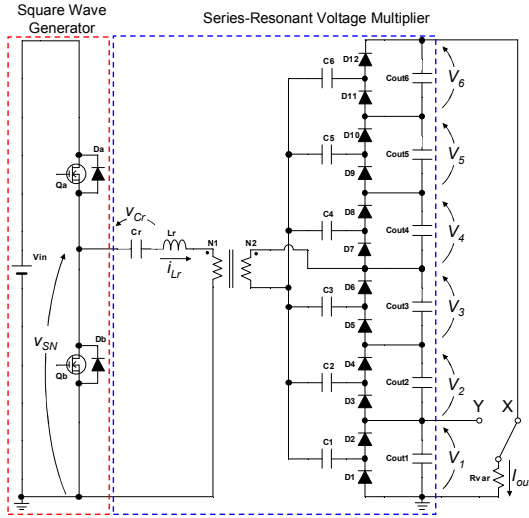 Square Wave
Generator
Series-Resonant Voltage Multiplier
D12
C6
D11
Cout6
V6
D10
C5
D9
Cout5
V5
Da
Qa
D8
C4
D7
Cout4
V4
vCr
Cr
Lr
N1
N2
iLr
Vin
D6
C3
D5
Cout3
V3
vSN
Db
Qb
D4
C2
D3
Cout2
V2
Y
X
D2
C1
D1
Cout1
V1
Rvar
Iou